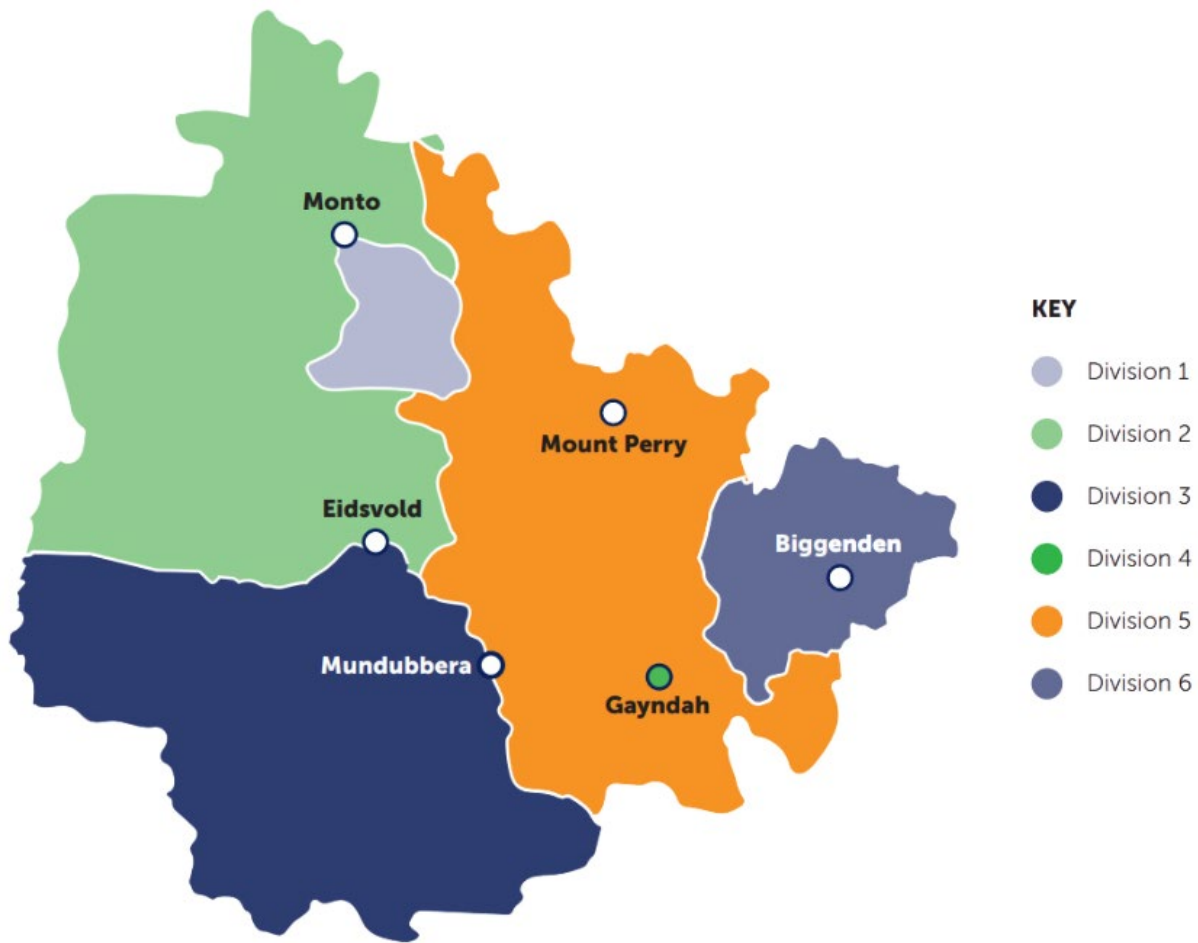 Monto
KEY
Division 1
Division 2
Mount Perry
Division 3
Eidsvold
Biggenden
Division 4
Division 5
Mundubbera
Division 6
Gayndah